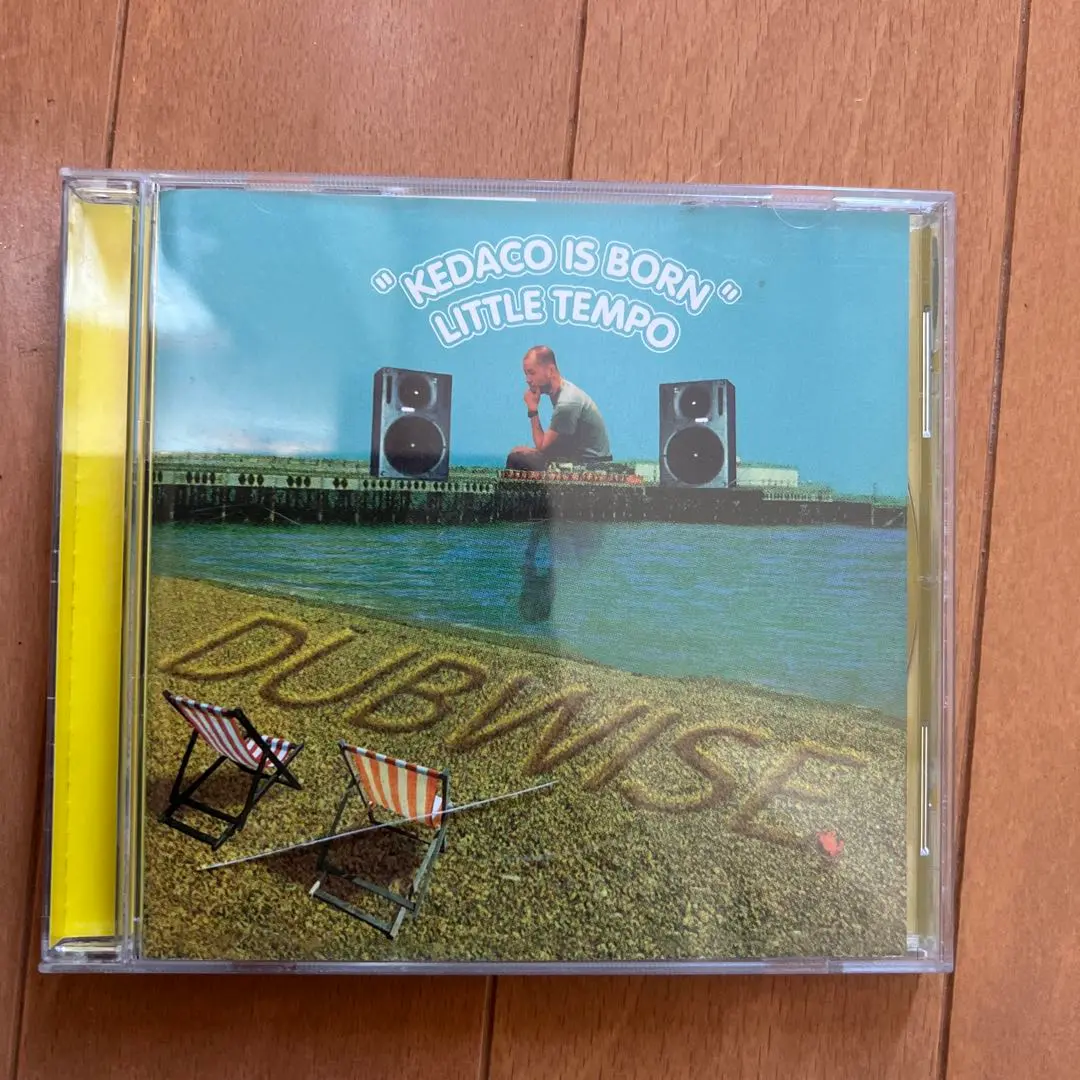 "KEDACO IS BORN"
LITTLE TEMPO
DUBWISE.